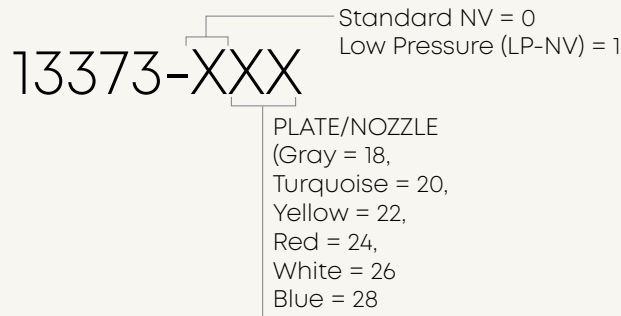 Standard NV = 0
Low Pressure (LP-NV) = 1
13373-XXX
PLATE/NOZZLE
(Gray = 18,
Turquoise = 20,
Yellow = 22,
Red = 24,
White = 26
Blue = 28